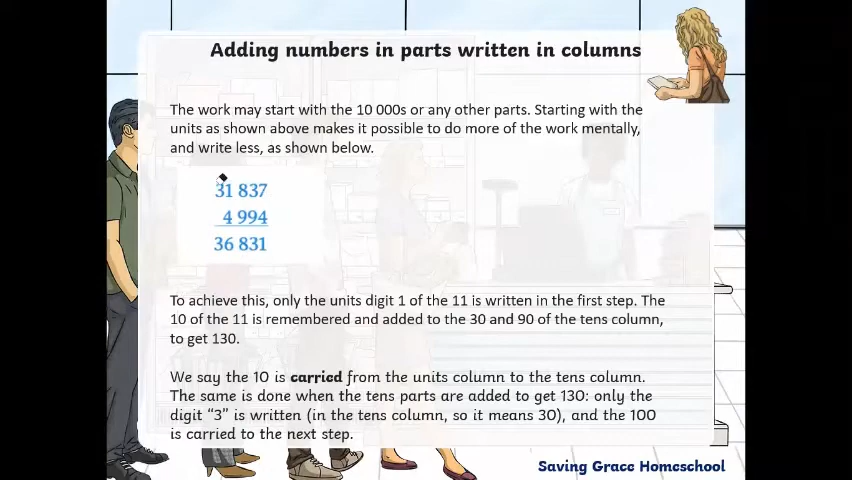 Adding numbers in parts written in columns
The work may start with the 10 000s or any other parts. Starting with the
units as shown above makes it possible to do more of the work mentally,
and write less, as shown below.
31 837
4 994
36 831
To achieve this, only the units digit 1 of the 11 is written in the first step. The
10 of the 11 is remembered and added to the 30 and 90 of the tens column,
to get 130.
We say the 10 is carried from the units column to the tens column.
The same is done when the tens parts are added to get 130: only the
digit “3” is written (in the tens column, so it means 30), and the 100
is carried to the next step.
Saving Grace Homeschool